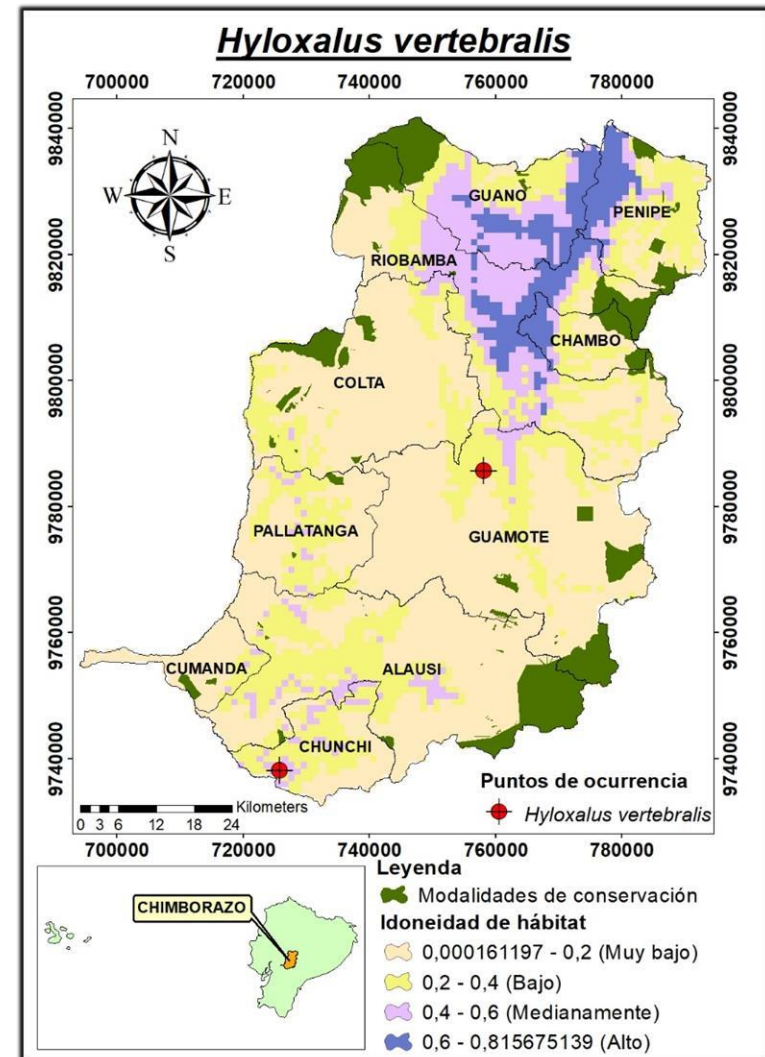 Hyloxalus vertebralis
700000 720000 740000 760000 780000
9840000 9840000
N
W E
S
GUANO
PENIPE
9820000 9820000
RIOBAMBA
CHAMBO
9800000 9800000
COLTA
9780000 9780000
PALLATANGA
GUAMOTE
9760000 9760000
CUMANDA
ALAUSI
CHUNCHI
9740000 9740000
Puntos de ocurrencia
Hyloxalus vertebralis
Kilometers
0 3 6 12 18 24
700000 720000 740000 760000 780000
CHIMBORAZO
Leyenda
Modalidades de conservación
Idoneidad de hábitat
0,000161197 - 0,2 (Muy bajo)
0,2 - 0,4 (Bajo)
0,4 - 0,6 (Medianamente)
0,6 - 0,815675139 (Alto)